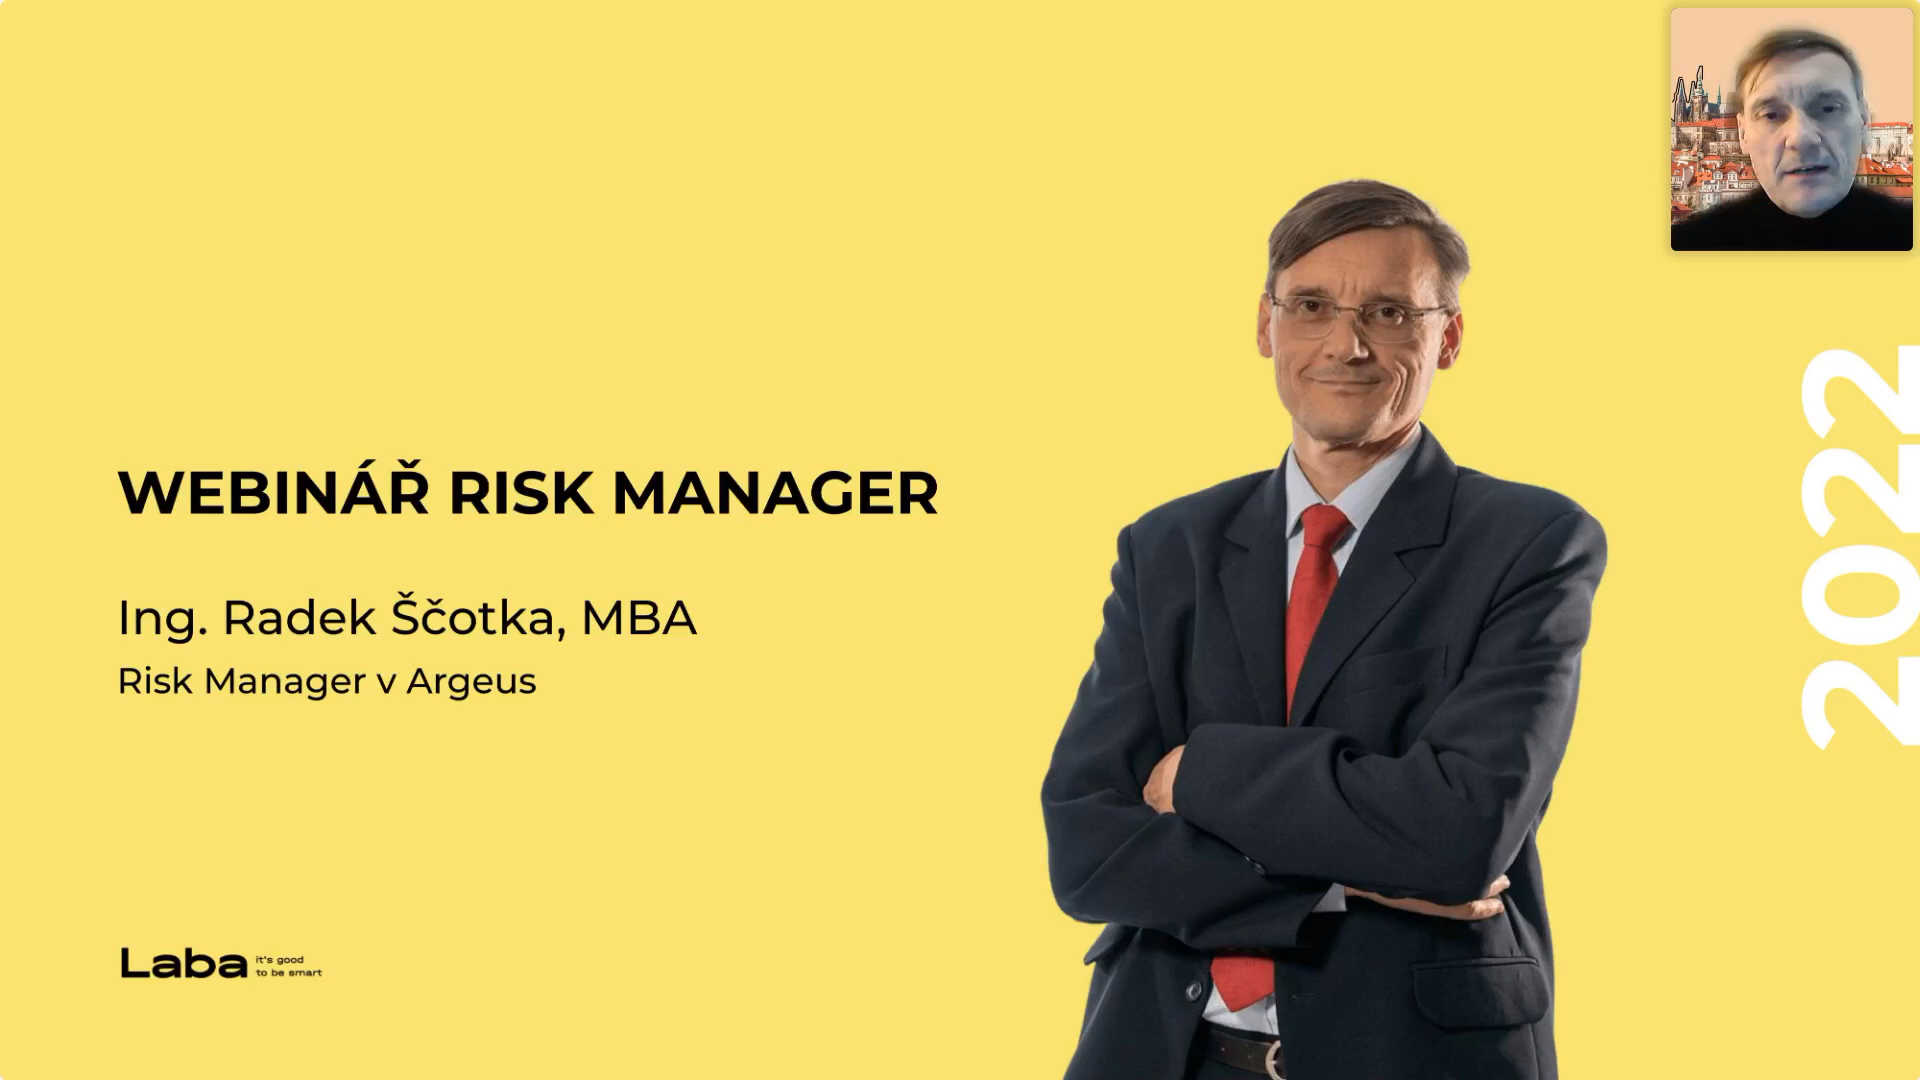 WEBINÁŘ RISK MANAGER
Ing. Radek Ščotka, MBA
Risk Manager v Argeus
2022
Laba it's good
to be smart